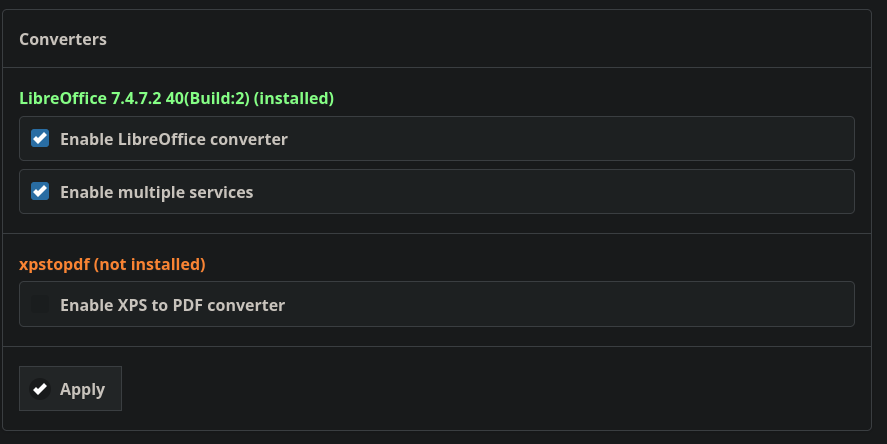 Converters
LibreOffice 7.4.7.2 40(Build:2) (installed)
Enable LibreOffice converter
Enable multiple services
xpstopdf (not installed)
Enable XPS to PDF converter
Apply